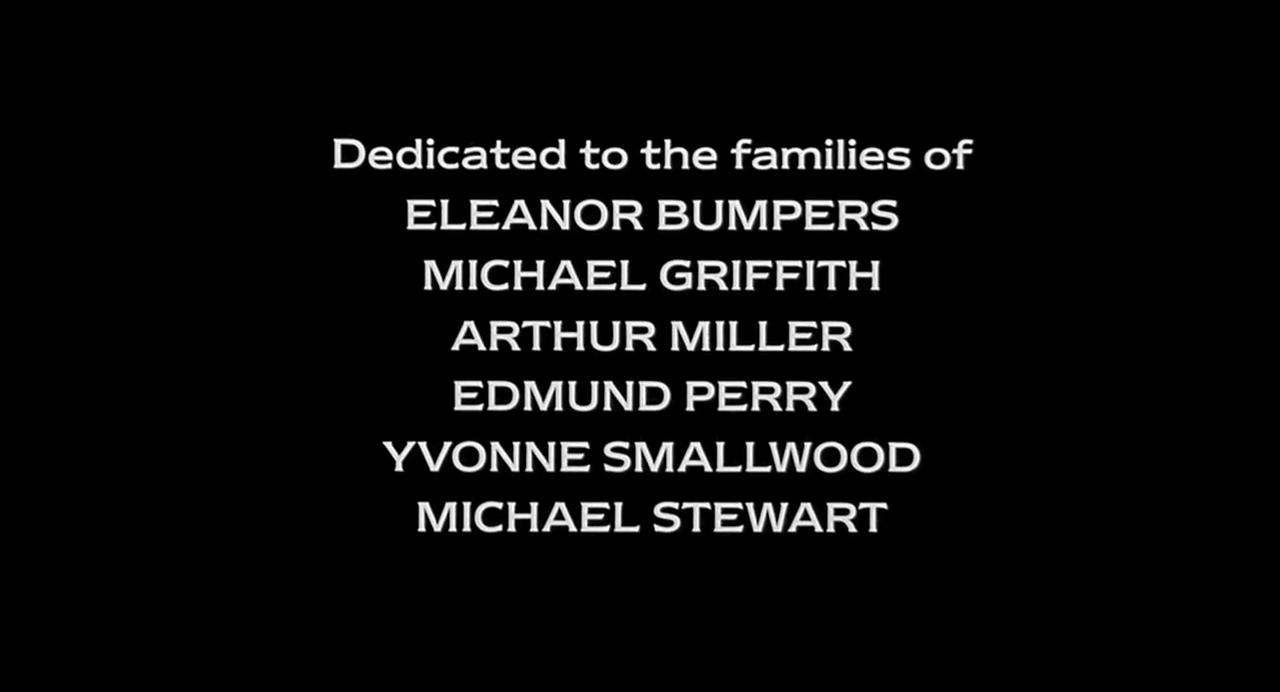 Dedicated to the families of
ELEANOR BUMPERS
MICHAEL GRIFFITH
ARTHUR MILLER
EDMUND PERRY
YVONNE SMALLWOOD
MICHAEL STEWART